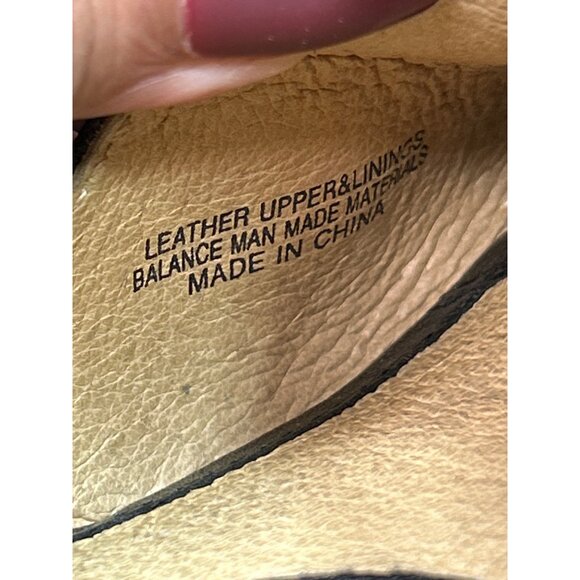 LEATHER UPPER&LININGS
BALANCE MAN MADE MATERIALS
MADE IN CHINA